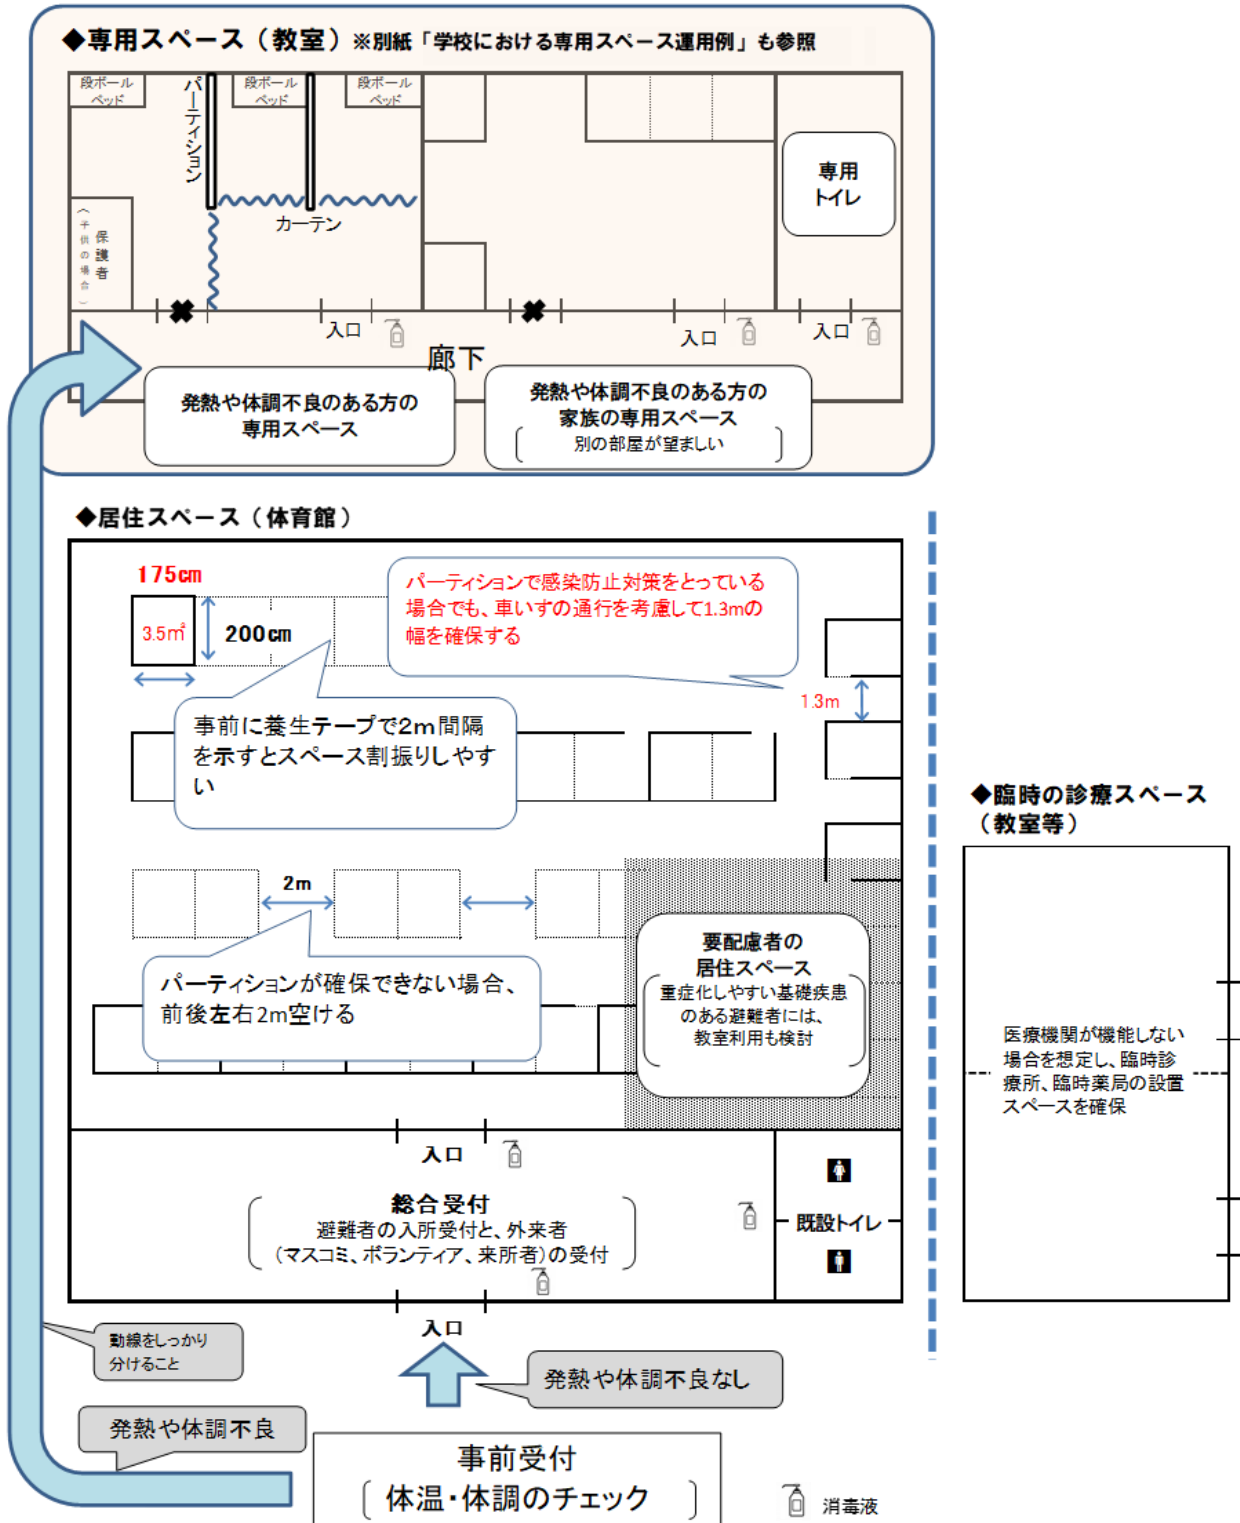 ◆専用スペース（教室）※別紙「学校における専用スペース運用例」も参照
段ボール
ベッド
パーティション
段ボール
ベッド
段ボール
ベッド
専用
トイレ
カーテン
保護者
（子供の場合）
入口
入口
入口
廊下
発熱や体調不良のある方の
専用スペース
発熱や体調不良のある方の
家族の専用スペース
別の部屋が望ましい
◆居住スペース（体育館）
175cm
3.5㎡
200cm
パーティションで感染防止対策をとっている
場合でも、車いすの通行を考慮して1.3mの
幅を確保する
1.3m
事前に養生テープで2m間隔
を示すとスペース割振りしやす
い
2m
パーティションが確保できない場合、
前後左右2m空ける
要配慮者の
居住スペース
重症化しやすい基礎疾患
のある避難者には、
教室利用も検討
◆臨時の診療スペース
（教室等）
医療機関が機能しない
場合を想定し、臨時診
療所、臨時薬局の設置
スペースを確保
入口
総合受付
避難者の入所受付と、外来者
（マスコミ、ボランティア、来所者）の受付
既設トイレ
入口
動線をしっかり
分けること
発熱や体調不良なし
発熱や体調不良
事前受付
体温・体調のチェック
消毒液